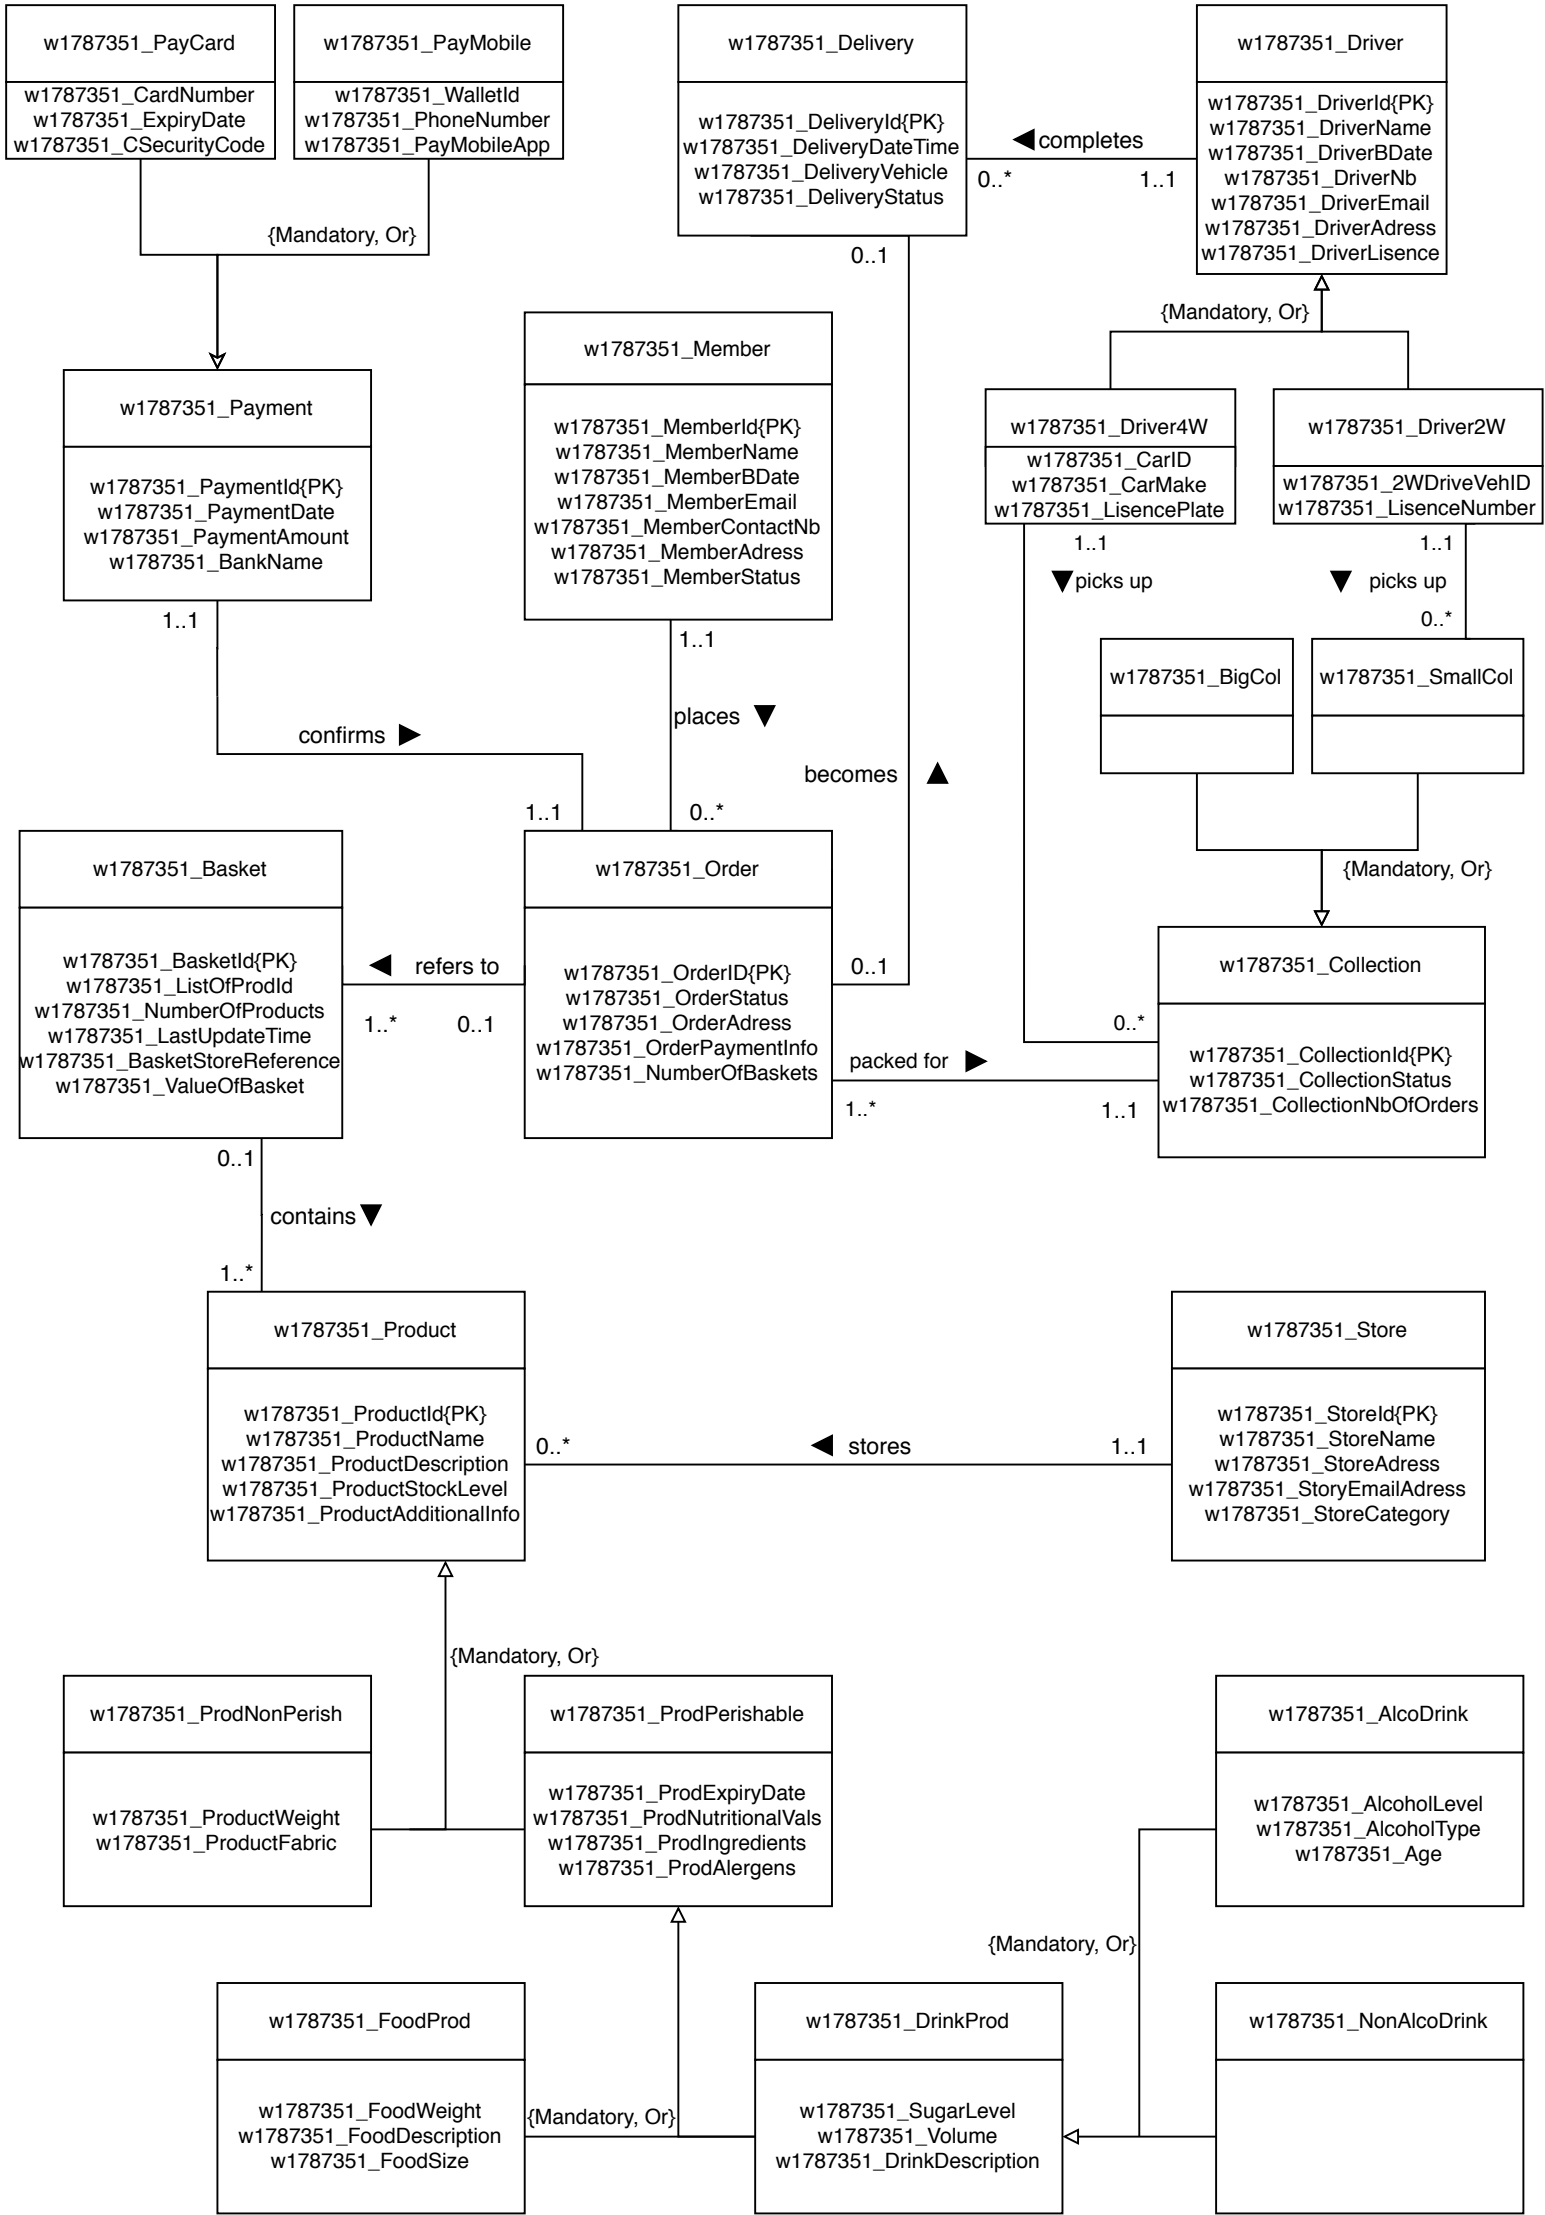 w1787351_PayCard
w1787351_CardNumber
w1787351_ExpiryDate
w1787351_CSecurityCode
w1787351_PayMobile
w1787351_WalletId
w1787351_PhoneNumber
w1787351_PayMobileApp
{Mandatory, Or}
w1787351_Delivery
w1787351_DeliveryId{PK}
w1787351_DeliveryDateTime
w1787351_DeliveryVehicle
w1787351_DeliveryStatus
completes
0..*
1..1
w1787351_Driver
w1787351_DriverId{PK}
w1787351_DriverName
w1787351_DriverBDate
w1787351_DriverNb
w1787351_DriverEmail
w1787351_DriverAdress
w1787351_DriverLisence
0..1
{Mandatory, Or}
w1787351_Payment
w1787351_PaymentId{PK}
w1787351_PaymentDate
w1787351_PaymentAmount
w1787351_BankName
1..1
w1787351_Member
w1787351_MemberId{PK}
w1787351_MemberName
w1787351_MemberBDate
w1787351_MemberEmail
w1787351_MemberContactNb
w1787351_MemberAdress
w1787351_MemberStatus
1..1
w1787351_Driver4W
w1787351_CarID
w1787351_CarMake
w1787351_LisencePlate
1..1
picks up
w1787351_Driver2W
w1787351_2WDriveVehID
w1787351_LisenceNumber
1..1
picks up
0..*
w1787351_BigCol
w1787351_SmallCol
{Mandatory, Or}
confirms
places
becomes
1..1
0..*
w1787351_Basket
w1787351_BasketId{PK}
w1787351_ListOfProdId
w1787351_NumberOfProducts
w1787351_LastUpdateTime
w1787351_BasketStoreReference
w1787351_ValueOfBasket
refers to
1..*
0..1
w1787351_Order
w1787351_OrderID{PK}
w1787351_OrderStatus
w1787351_OrderAdress
w1787351_OrderPaymentInfo
w1787351_NumberOfBaskets
0..1
packed for
1..*
1..1
0..*
w1787351_Collection
w1787351_CollectionId{PK}
w1787351_CollectionStatus
w1787351_CollectionNbOfOrders
0..1
contains
1..*
w1787351_Product
w1787351_ProductId{PK}
w1787351_ProductName
w1787351_ProductDescription
w1787351_ProductStockLevel
w1787351_ProductAdditionalInfo
0..*
stores
1..1
w1787351_Store
w1787351_StoreId{PK}
w1787351_StoreName
w1787351_StoreAdress
w1787351_StoryEmailAdress
w1787351_StoreCategory
{Mandatory, Or}
w1787351_ProdNonPerish
w1787351_ProductWeight
w1787351_ProductFabric
w1787351_ProdPerishable
w1787351_ProdExpiryDate
w1787351_ProdNutritionalVals
w1787351_ProdIngredients
w1787351_ProdAlergens
w1787351_AlcoDrink
w1787351_AlcoholLevel
w1787351_AlcoholType
w1787351_Age
{Mandatory, Or}
w1787351_FoodProd
w1787351_FoodWeight
w1787351_FoodDescription
w1787351_FoodSize
{Mandatory, Or}
w1787351_DrinkProd
w1787351_SugarLevel
w1787351_Volume
w1787351_DrinkDescription
w1787351_NonAlcoDrink